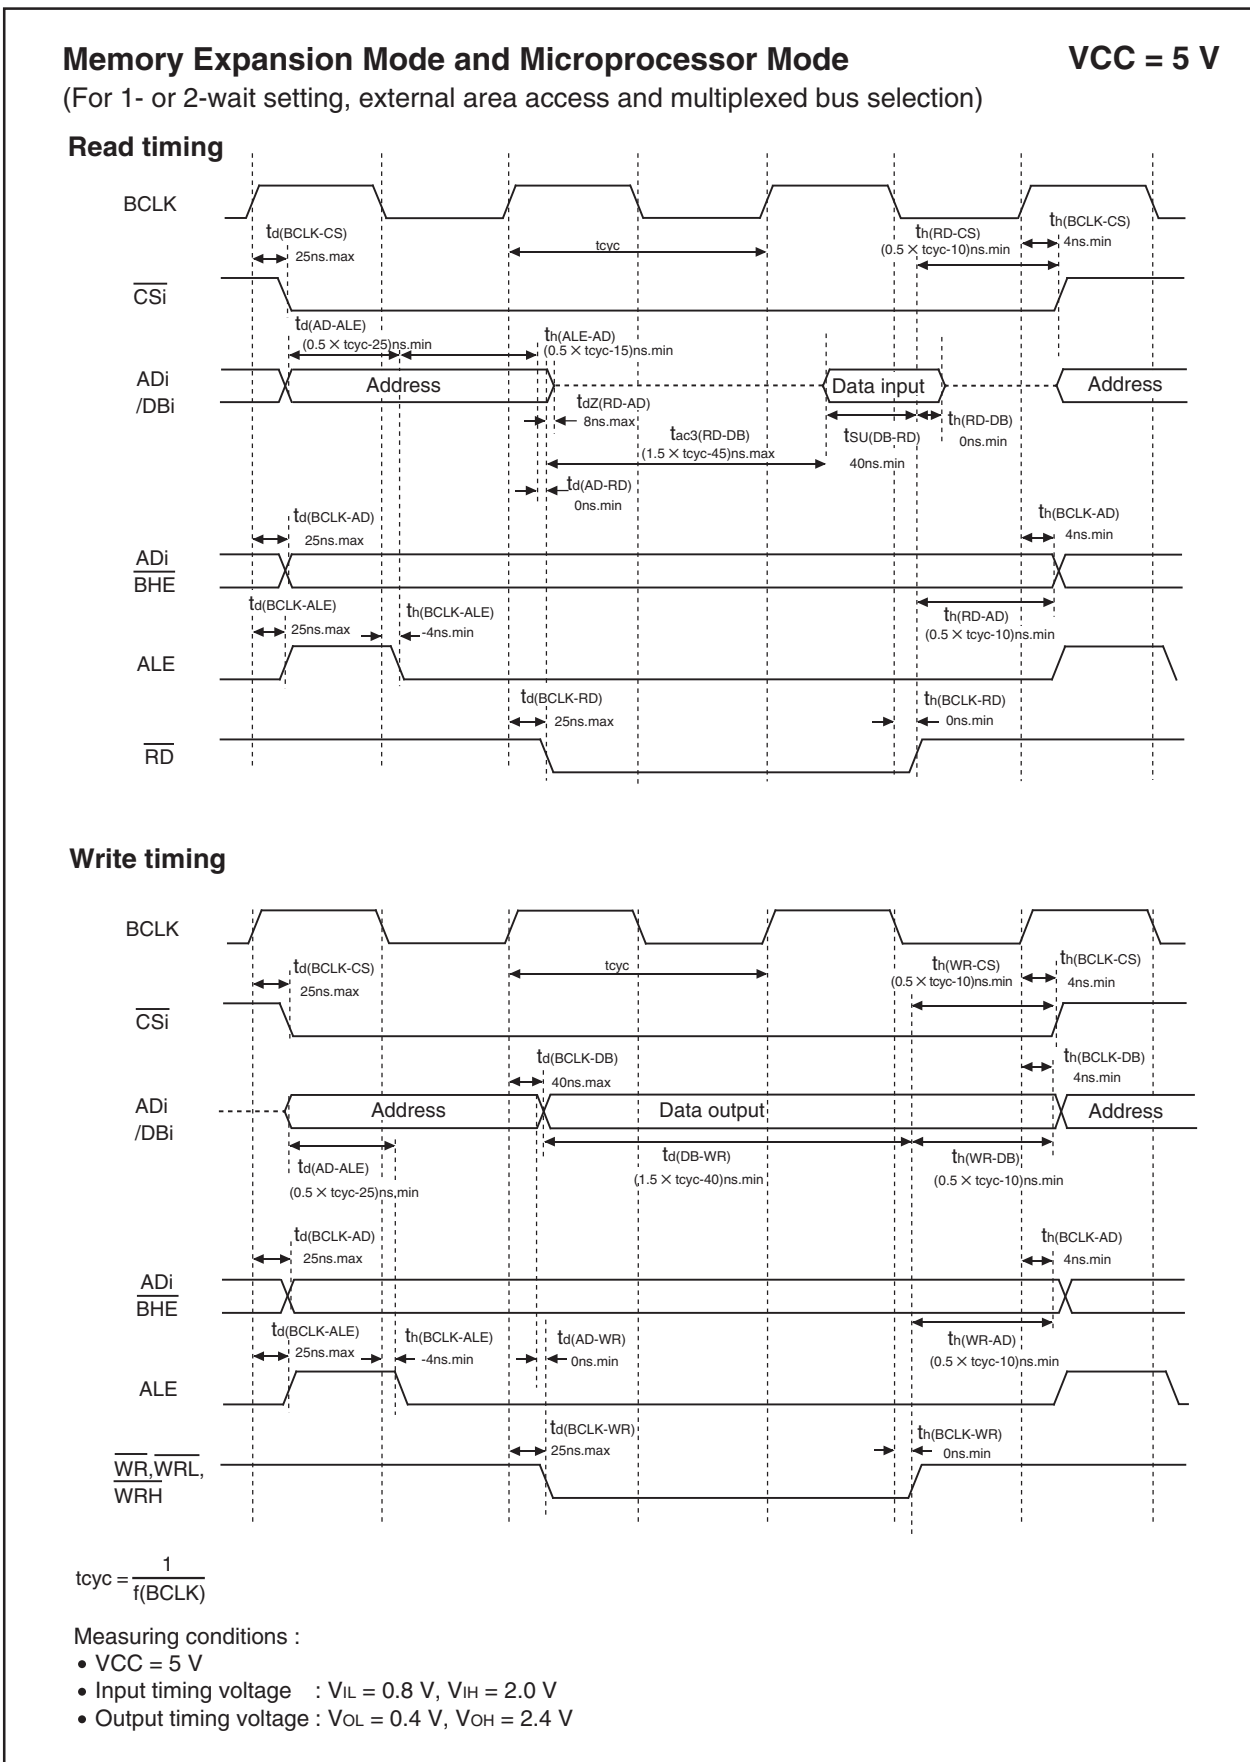 Memory Expansion Mode and Microprocessor Mode VCC = 5 V
(For 1- or 2-wait setting, external area access and multiplexed bus selection)
Read timing
BCLK
td(BCLK-CS)
25ns.max
tcyc
th(RD-CS)
(0.5 × tcyc-10)ns.min
th(BCLK-CS)
4ns.min
CSi
td(AD-ALE)
(0.5 × tcyc-25)ns.min
th(ALE-AD)
(0.5 × tcyc-15)ns.min
ADi
/DBi
Address
Data input
Address
tdZ(RD-AD)
8ns.max
tac3(RD-DB)
(1.5 × tcyc-45)ns.max
tSU(DB-RD)
40ns.min
th(RD-DB)
0ns.min
td(AD-RD)
0ns.min
td(BCLK-AD)
25ns.max
th(BCLK-AD)
4ns.min
ADi
BHE
td(BCLK-ALE)
25ns.max
th(BCLK-ALE)
-4ns.min
th(RD-AD)
(0.5 × tcyc-10)ns.min
ALE
td(BCLK-RD)
25ns.max
th(BCLK-RD)
0ns.min
RD
Write timing
BCLK
td(BCLK-CS)
25ns.max
tcyc
th(WR-CS)
(0.5 × tcyc-10)ns.min
th(BCLK-CS)
4ns.min
CSi
td(BCLK-DB)
40ns.max
th(BCLK-DB)
4ns.min
ADi
/DBi
Address
Data output
Address
td(AD-ALE)
(0.5 × tcyc-25)ns.min
td(DB-WR)
(1.5 × tcyc-40)ns.min
th(WR-DB)
(0.5 × tcyc-10)ns.min
td(BCLK-AD)
25ns.max
th(BCLK-AD)
4ns.min
ADi
BHE
td(BCLK-ALE)
25ns.max
th(BCLK-ALE)
-4ns.min
td(AD-WR)
0ns.min
th(WR-AD)
(0.5 × tcyc-10)ns.min
ALE
td(BCLK-WR)
25ns.max
th(BCLK-WR)
0ns.min
WR,WRL,
WRH
tcyc = 1
f(BCLK)
Measuring conditions :
• VCC = 5 V
• Input timing voltage : VIL = 0.8 V, VIH = 2.0 V
• Output timing voltage : VOL = 0.4 V, VOH = 2.4 V